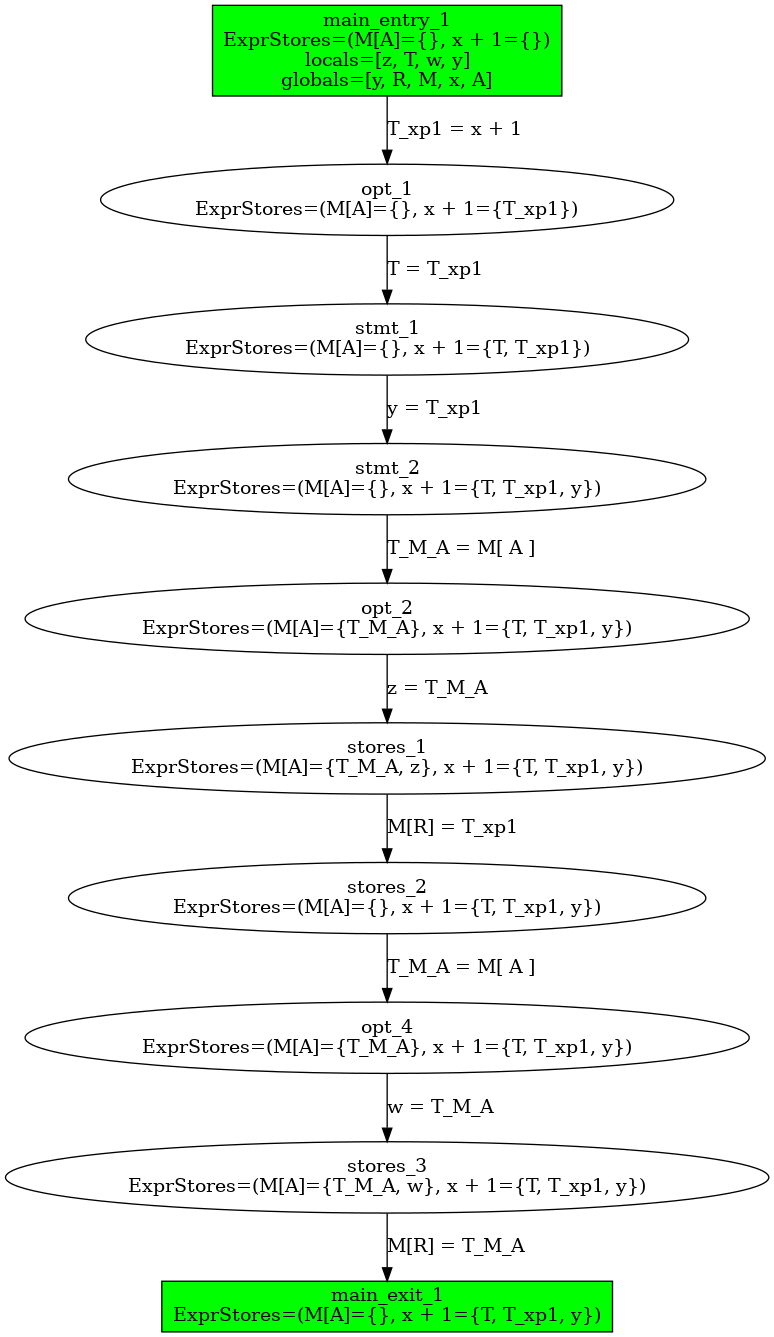 main_entry_1
ExprStores=(M[A]={}, x + 1={})
locals=[z, T, w, y]
globals=[y, R, M, x, A]
T_xp1 = x + 1
opt_1
ExprStores=(M[A]={}, x + 1={T_xp1})
T = T_xp1
stmt_1
ExprStores=(M[A]={}, x + 1={T, T_xp1})
y = T_xp1
stmt_2
ExprStores=(M[A]={}, x + 1={T, T_xp1, y})
T_M_A = M[ A ]
opt_2
ExprStores=(M[A]={T_M_A}, x + 1={T, T_xp1, y})
z = T_M_A
stores_1
ExprStores=(M[A]={T_M_A, z}, x + 1={T, T_xp1, y})
M[R] = T_xp1
stores_2
ExprStores=(M[A]={}, x + 1={T, T_xp1, y})
T_M_A = M[ A ]
opt_4
ExprStores=(M[A]={T_M_A}, x + 1={T, T_xp1, y})
w = T_M_A
stores_3
ExprStores=(M[A]={T_M_A, w}, x + 1={T, T_xp1, y})
M[R] = T_M_A
main_exit_1
ExprStores=(M[A]={}, x + 1={T, T_xp1, y})